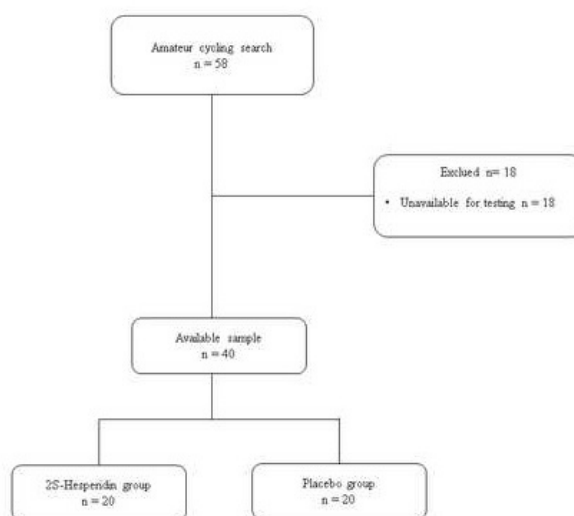 Amateur cycling search
n = 58
Exclued n= 18
• Unavailable for testing n = 18
Available sample
n = 40
2S-Hesperidin group
n = 20
Placebo group
n = 20